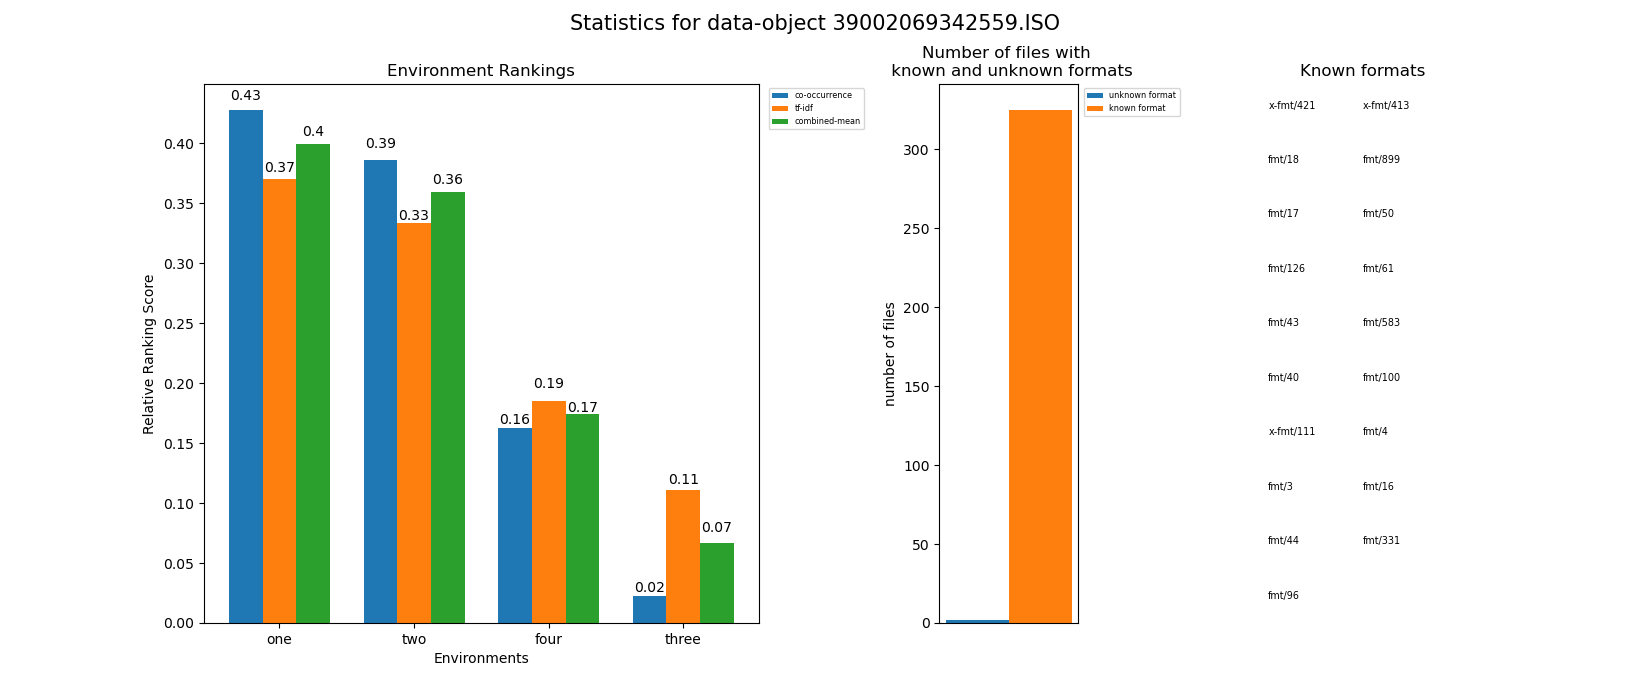 Statistics for data-object 39002069342559.ISO
Environment Rankings
0.43
0.37
0.4
0.39
0.33
0.36
0.16
0.19
0.17
0.02
0.11
0.07
0.40
0.35
0.30
0.25
0.20
0.15
0.10
0.05
0.00
Relative Ranking Score
one two four three
Environments
co-occurrence
tf-idf
combined-mean
Number of files with
known and unknown formats
300
250
200
150
100
50
0
number of files
unknown format
known format
Known formats
x-fmt/421 x-fmt/413
fmt/18 fmt/899
fmt/17 fmt/50
fmt/126 fmt/61
fmt/43 fmt/583
fmt/40 fmt/100
x-fmt/111 fmt/4
fmt/3 fmt/16
fmt/44 fmt/331
fmt/96